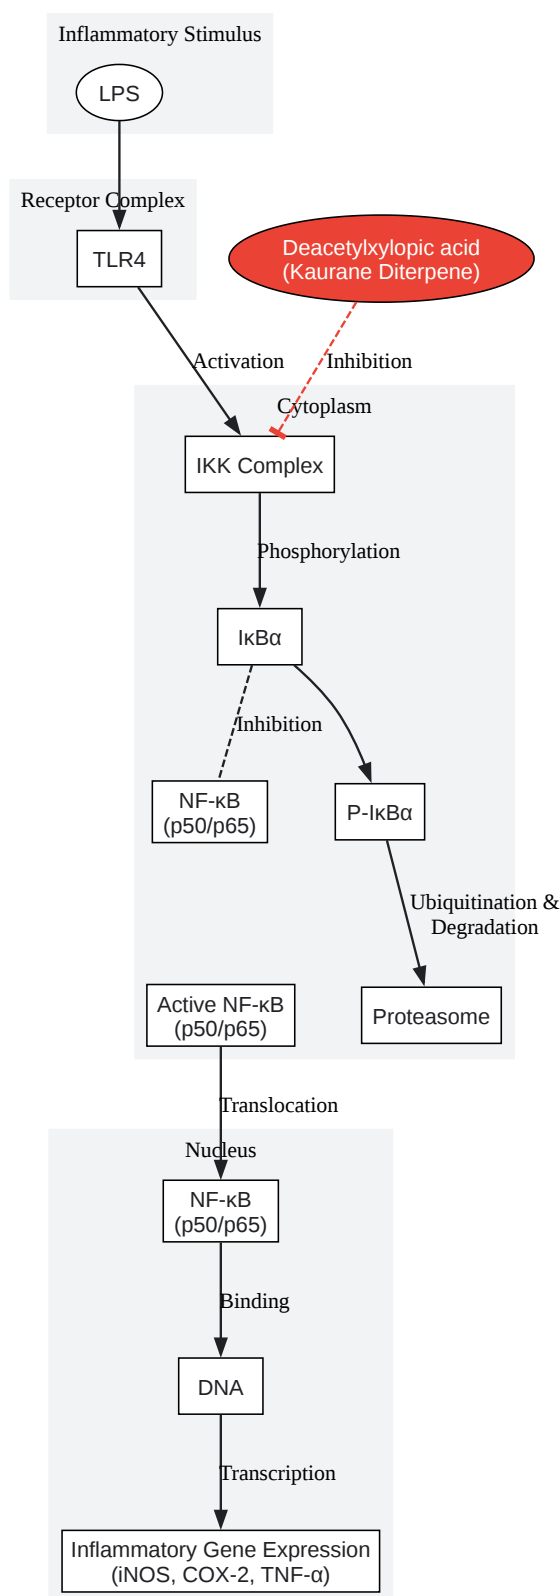 Inflammatory Stimulus
LPS
Receptor Complex
TLR4
Deacetylxylopic acid
(Kaurane Diterpene)
Activation
Inhibition
Cytoplasm
IKK Complex
Phosphorylation
IκBα
Inhibition
NF-κB
(p50/p65)
P-IκBα
Ubiquitination &
Degradation
Active NF-κB
(p50/p65)
Proteasome
Translocation
Nucleus
NF-κB
(p50/p65)
Binding
DNA
Transcription
Inflammatory Gene Expression
(iNOS, COX-2, TNF-α)